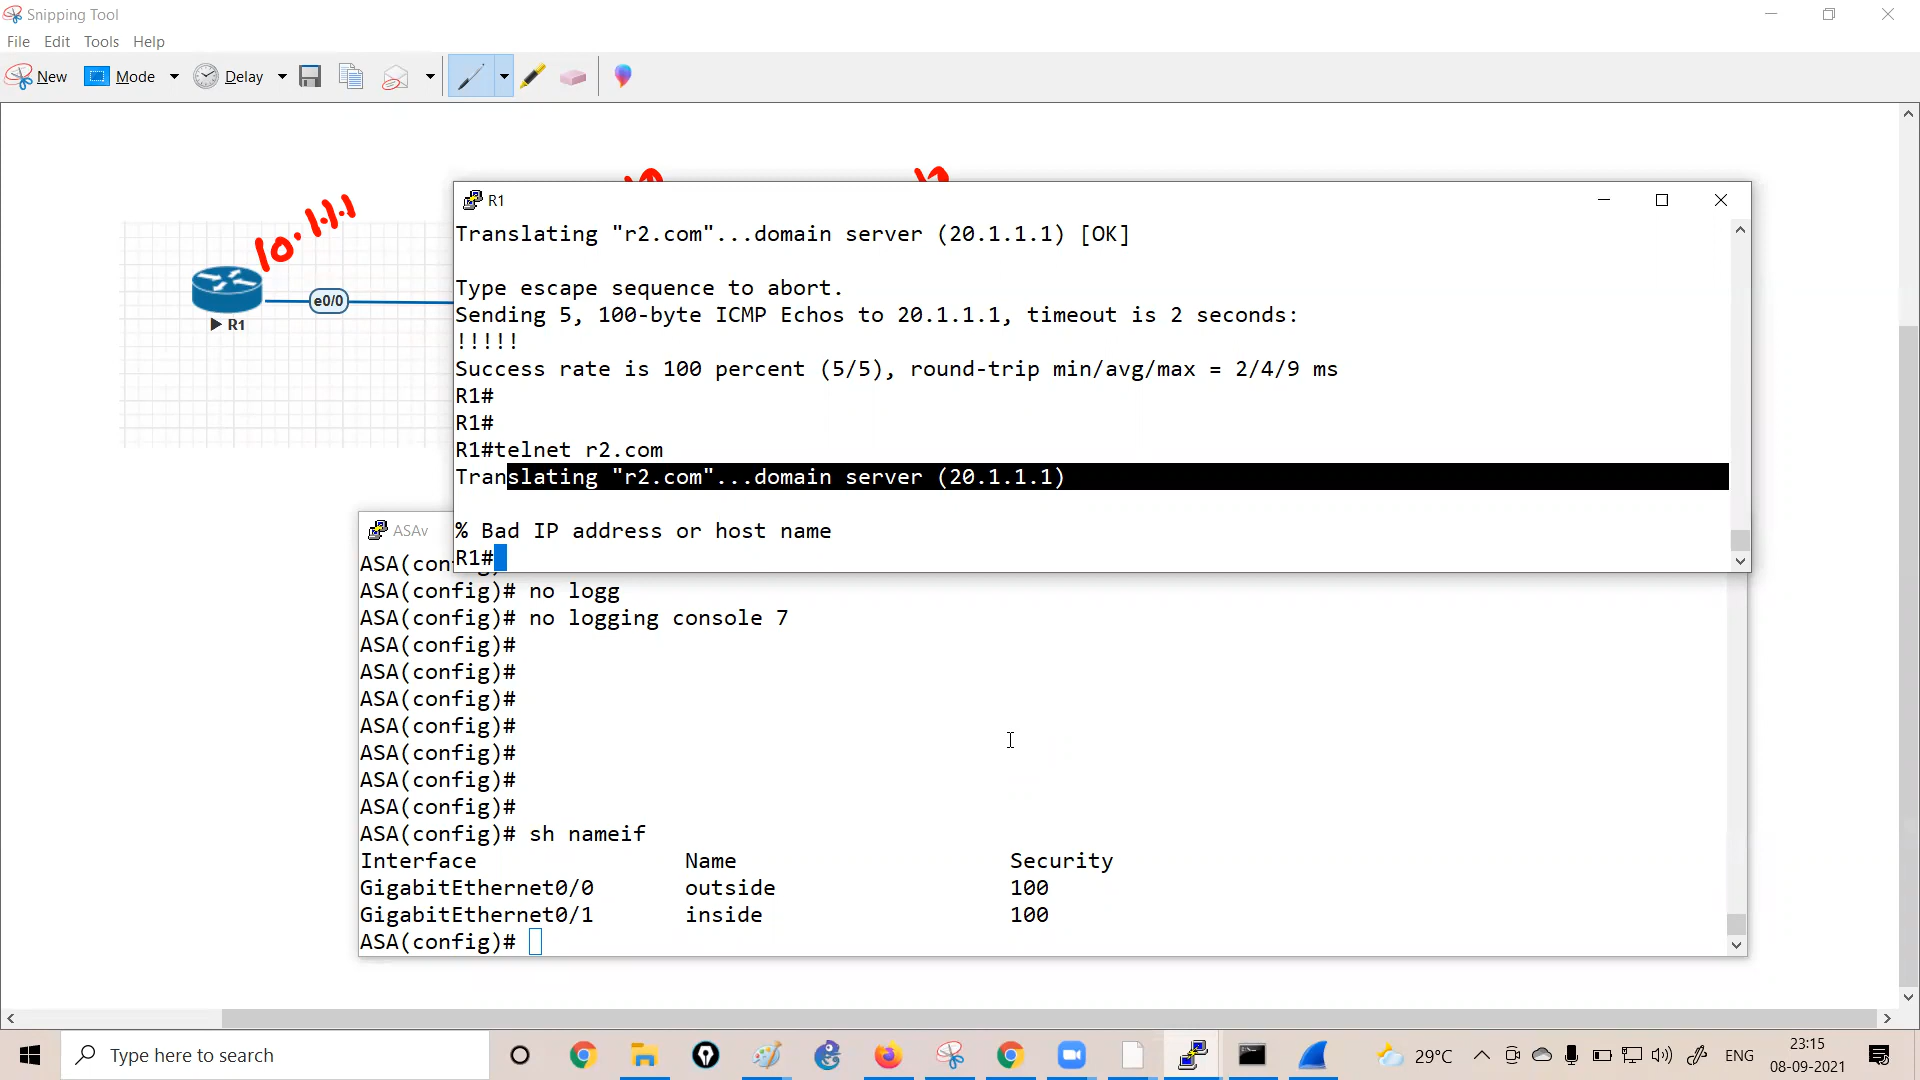 Snipping Tool
File Edit Tools Help
New Mode Delay
10.1.1.1
e0/0
R1
R1
Translating "r2.com"...domain server (20.1.1.1) [OK]
Type escape sequence to abort.
Sending 5, 100-byte ICMP Echos to 20.1.1.1, timeout is 2 seconds:
!!!!!
Success rate is 100 percent (5/5), round-trip min/avg/max = 2/4/9 ms
R1#
R1#
R1#telnet r2.com
Translating "r2.com"...domain server (20.1.1.1)
% Bad IP address or host name
R1#
ASAv
ASA(con
ASA(config)# no logg
ASA(config)# no logging console 7
ASA(config)#
ASA(config)#
ASA(config)#
ASA(config)#
ASA(config)#
ASA(config)#
ASA(config)#
ASA(config)# sh nameif
Interface Name Security
GigabitEthernet0/0 outside 100
GigabitEthernet0/1 inside 100
ASA(config)#
Type here to search
29°C
ENG
23:15
08-09-2021